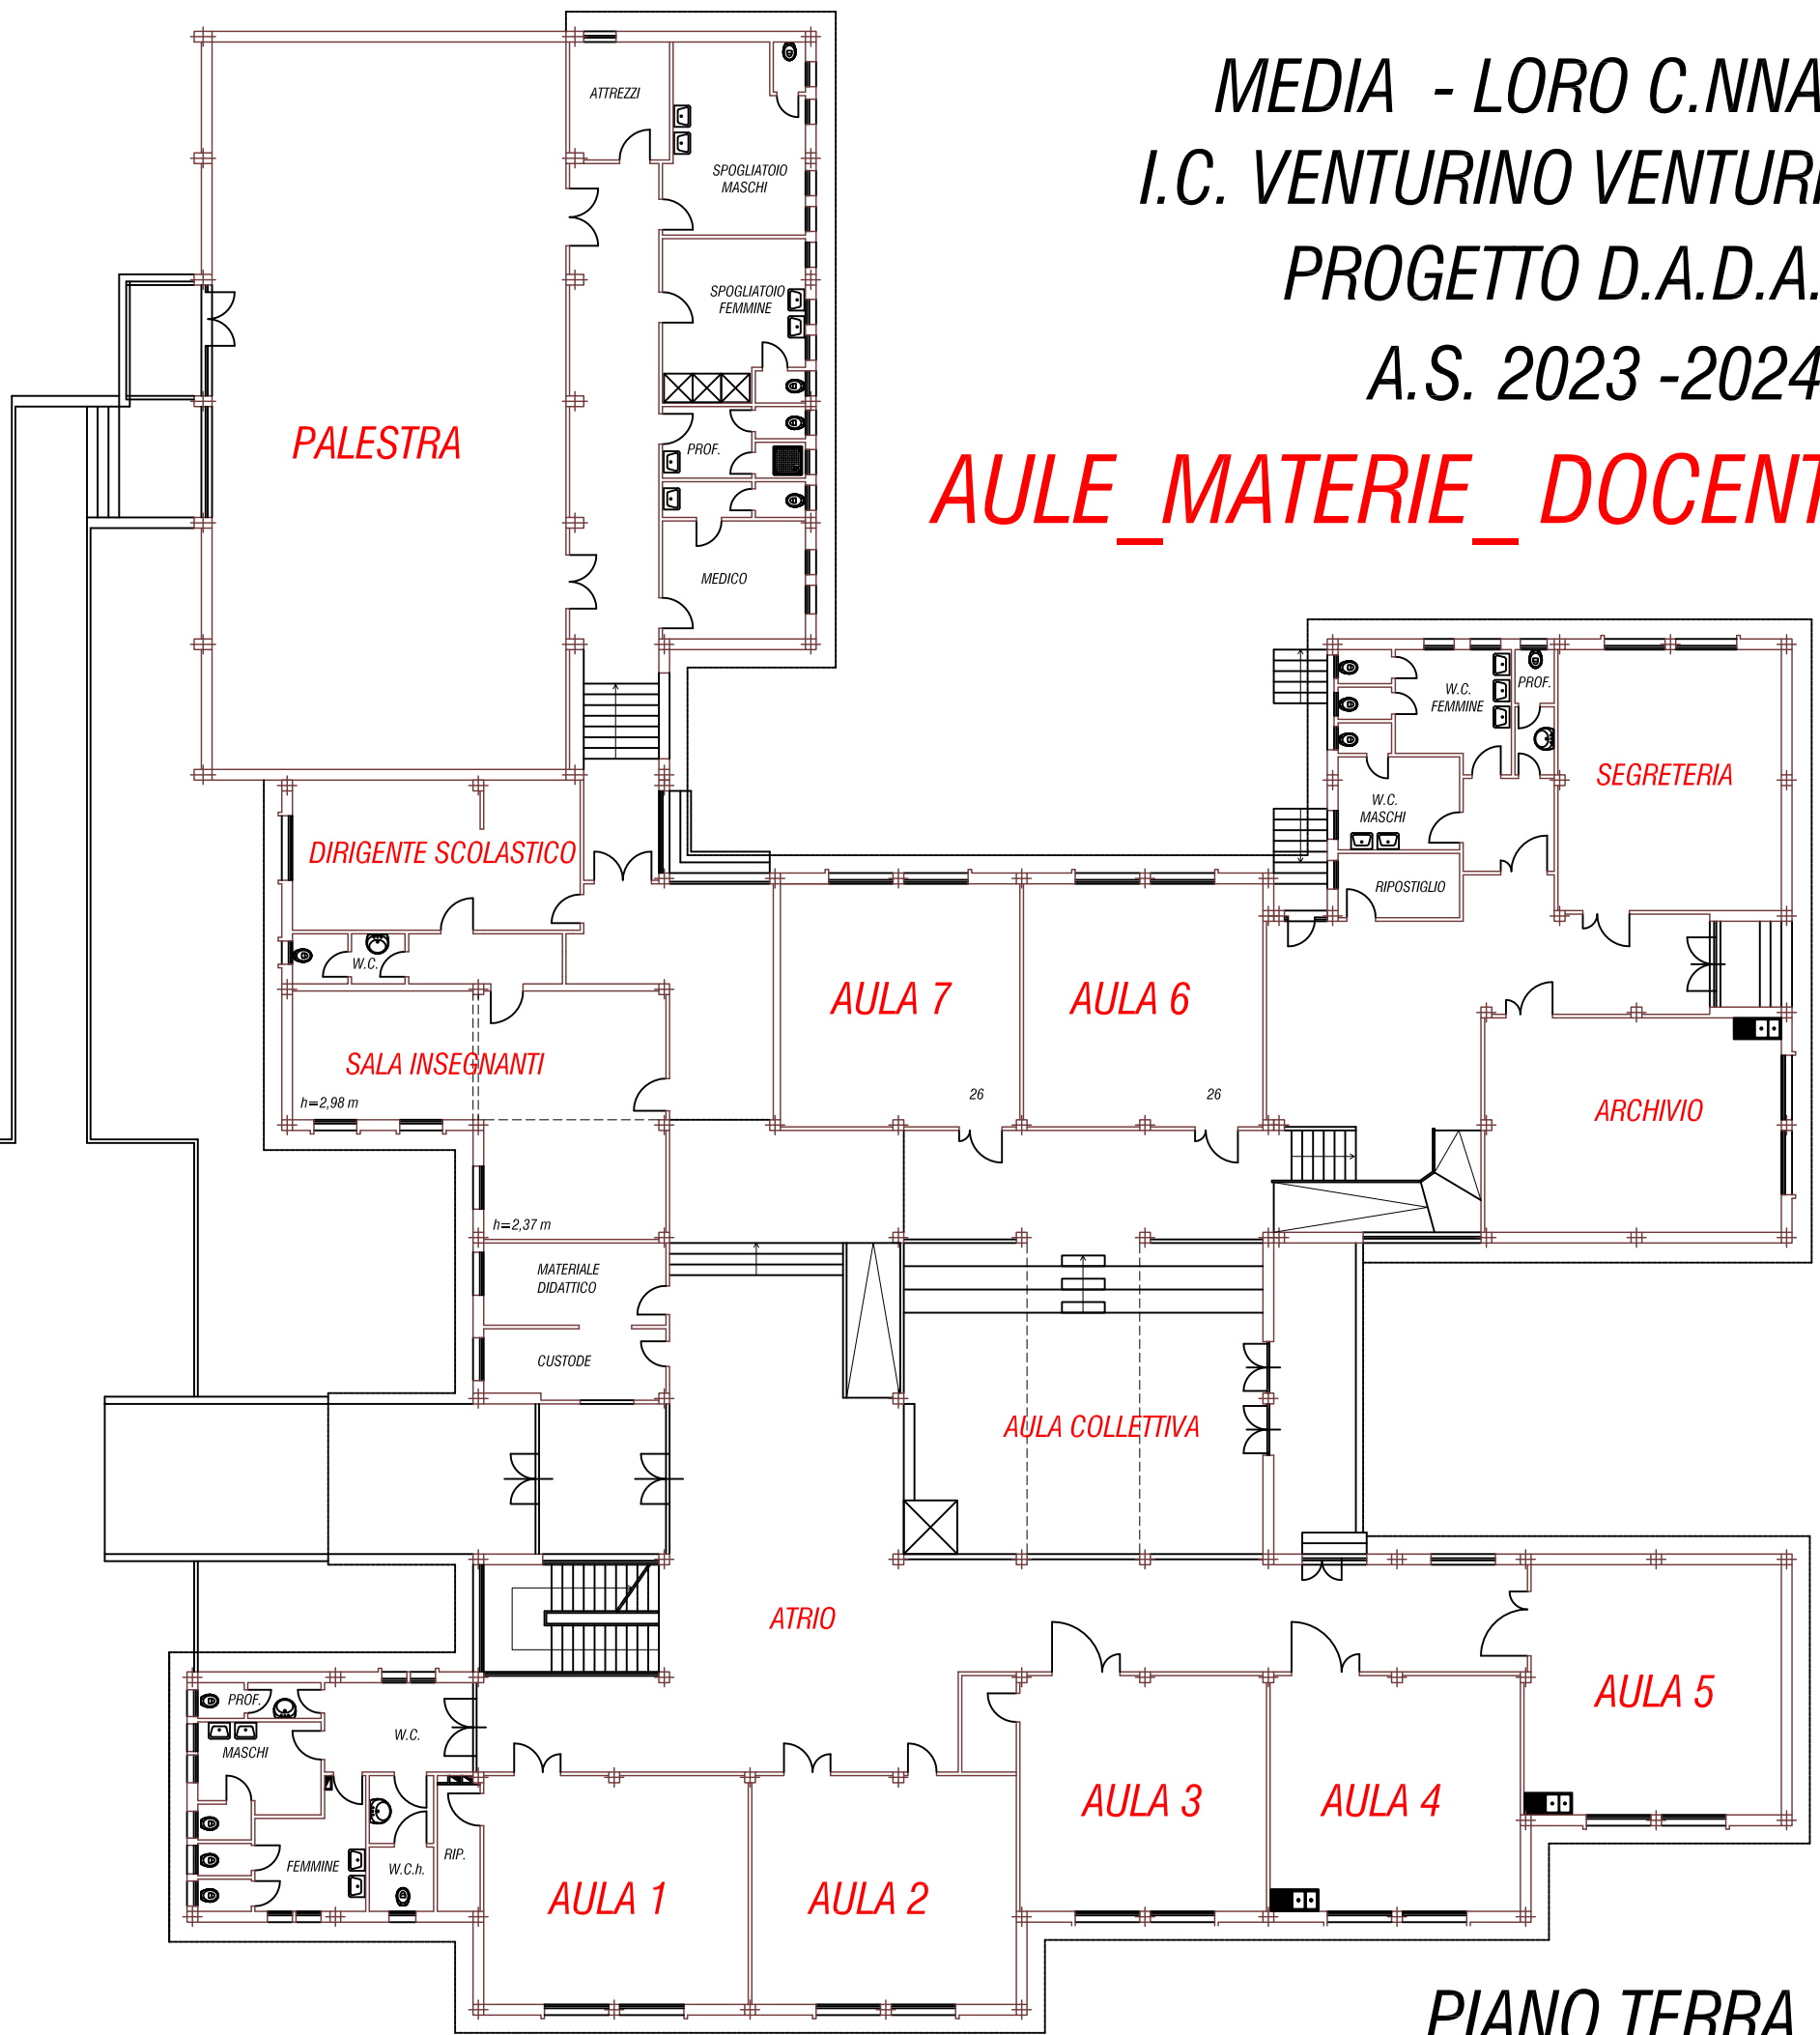 MEDIA - LORO C.NNA
I.C. VENTURINO VENTURI
PROGETTO D.A.D.A.
A.S. 2023 -2024
AULE_MATERIE_ DOCENT
ATTREZZI
SPOGLIATOIO
MASCHI
SPOGLIATOIO
FEMMINE
PALESTRA
PROF.
MEDICO
W.C.
FEMMINE
PROF.
SEGRETERIA
W.C.
MASCHI
DIRIGENTE SCOLASTICO
RIPOSTIGLIO
W.C.
AULA 7
AULA 6
SALA INSEGNANTI
h=2,98 m
26
26
ARCHIVIO
h=2,37 m
MATERIALE
DIDATTICO
CUSTODE
AULA COLLETTIVA
ATRIO
PROF.
W.C.
MASCHI
AULA 5
AULA 3
AULA 4
FEMMINE
W.C.h.
RIP.
AULA 1
AULA 2
PIANO TERRA